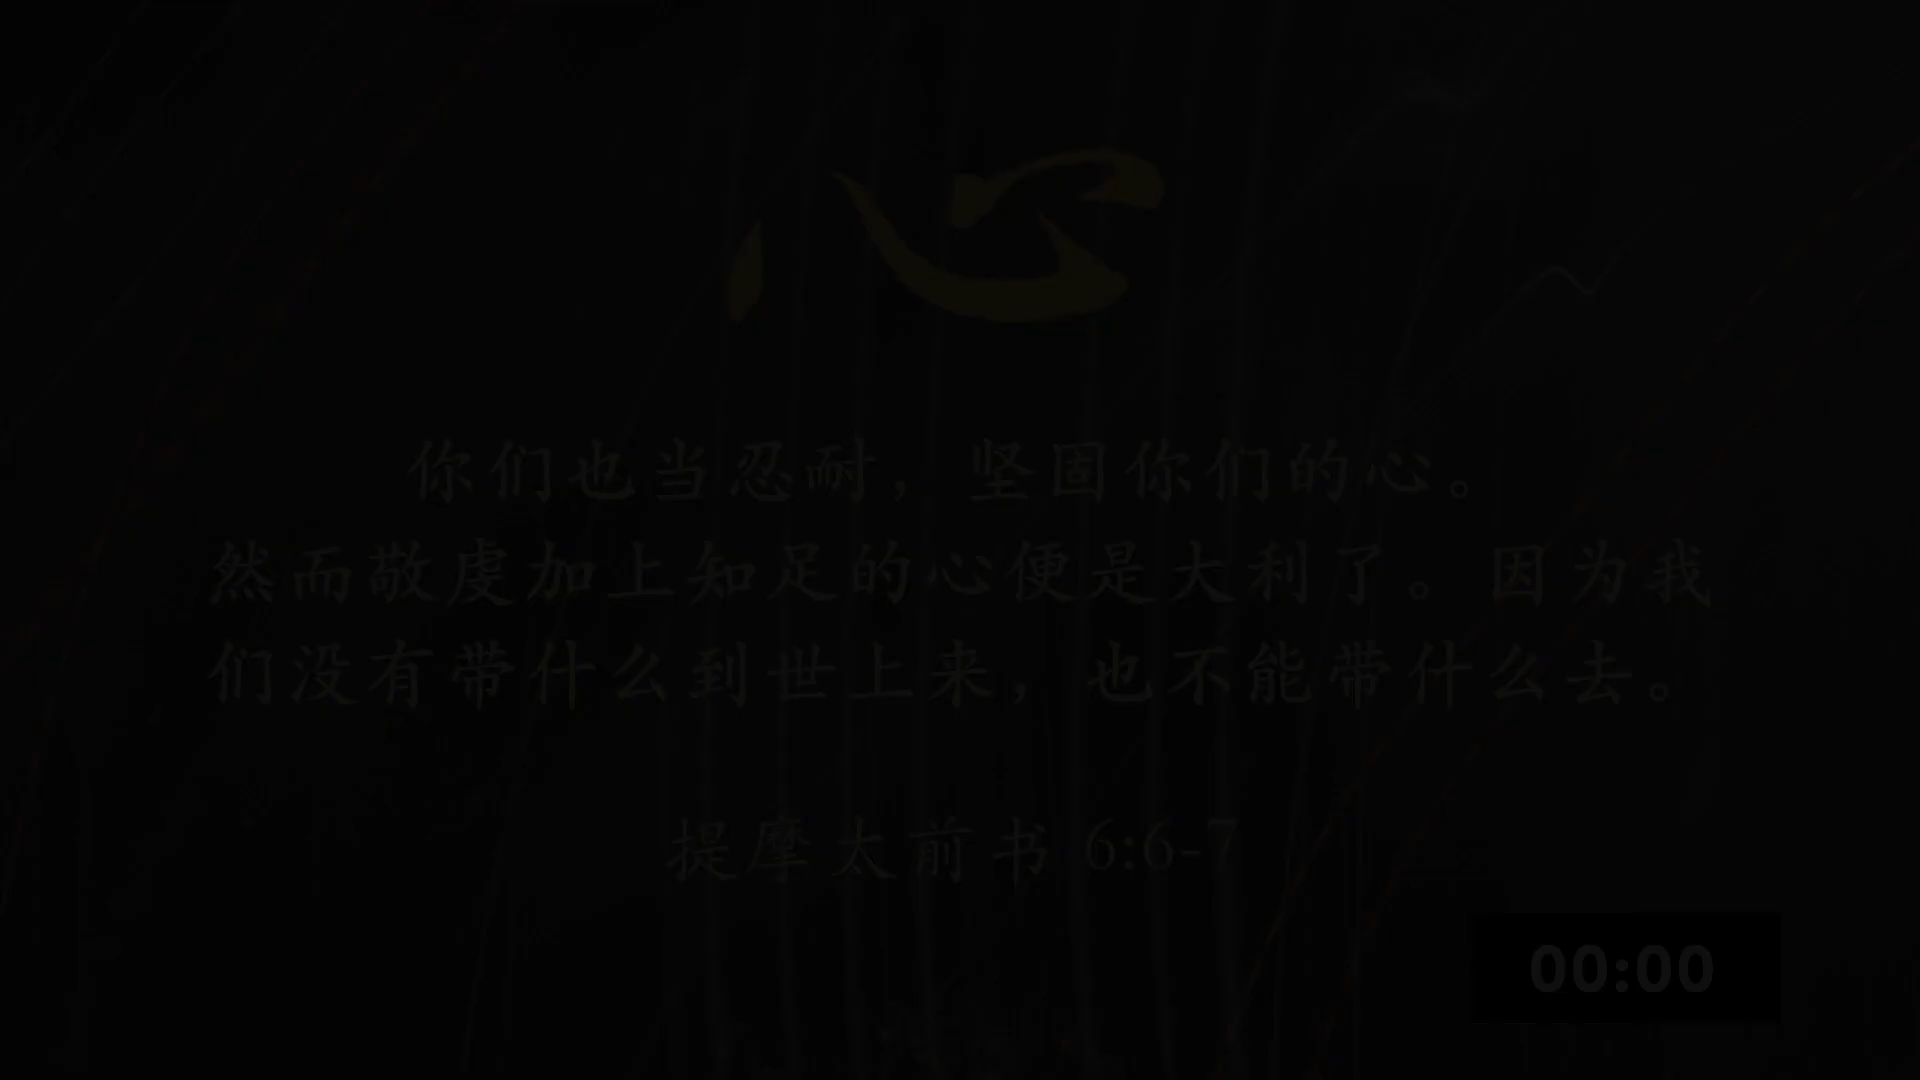 心
你们也当忍耐，坚固你们的心。
然而敬虔加上知足的心便是大利了。因为我
们没有带什么到世上来，也不能带什么去。
提摩太前书 6:6-7
00:00